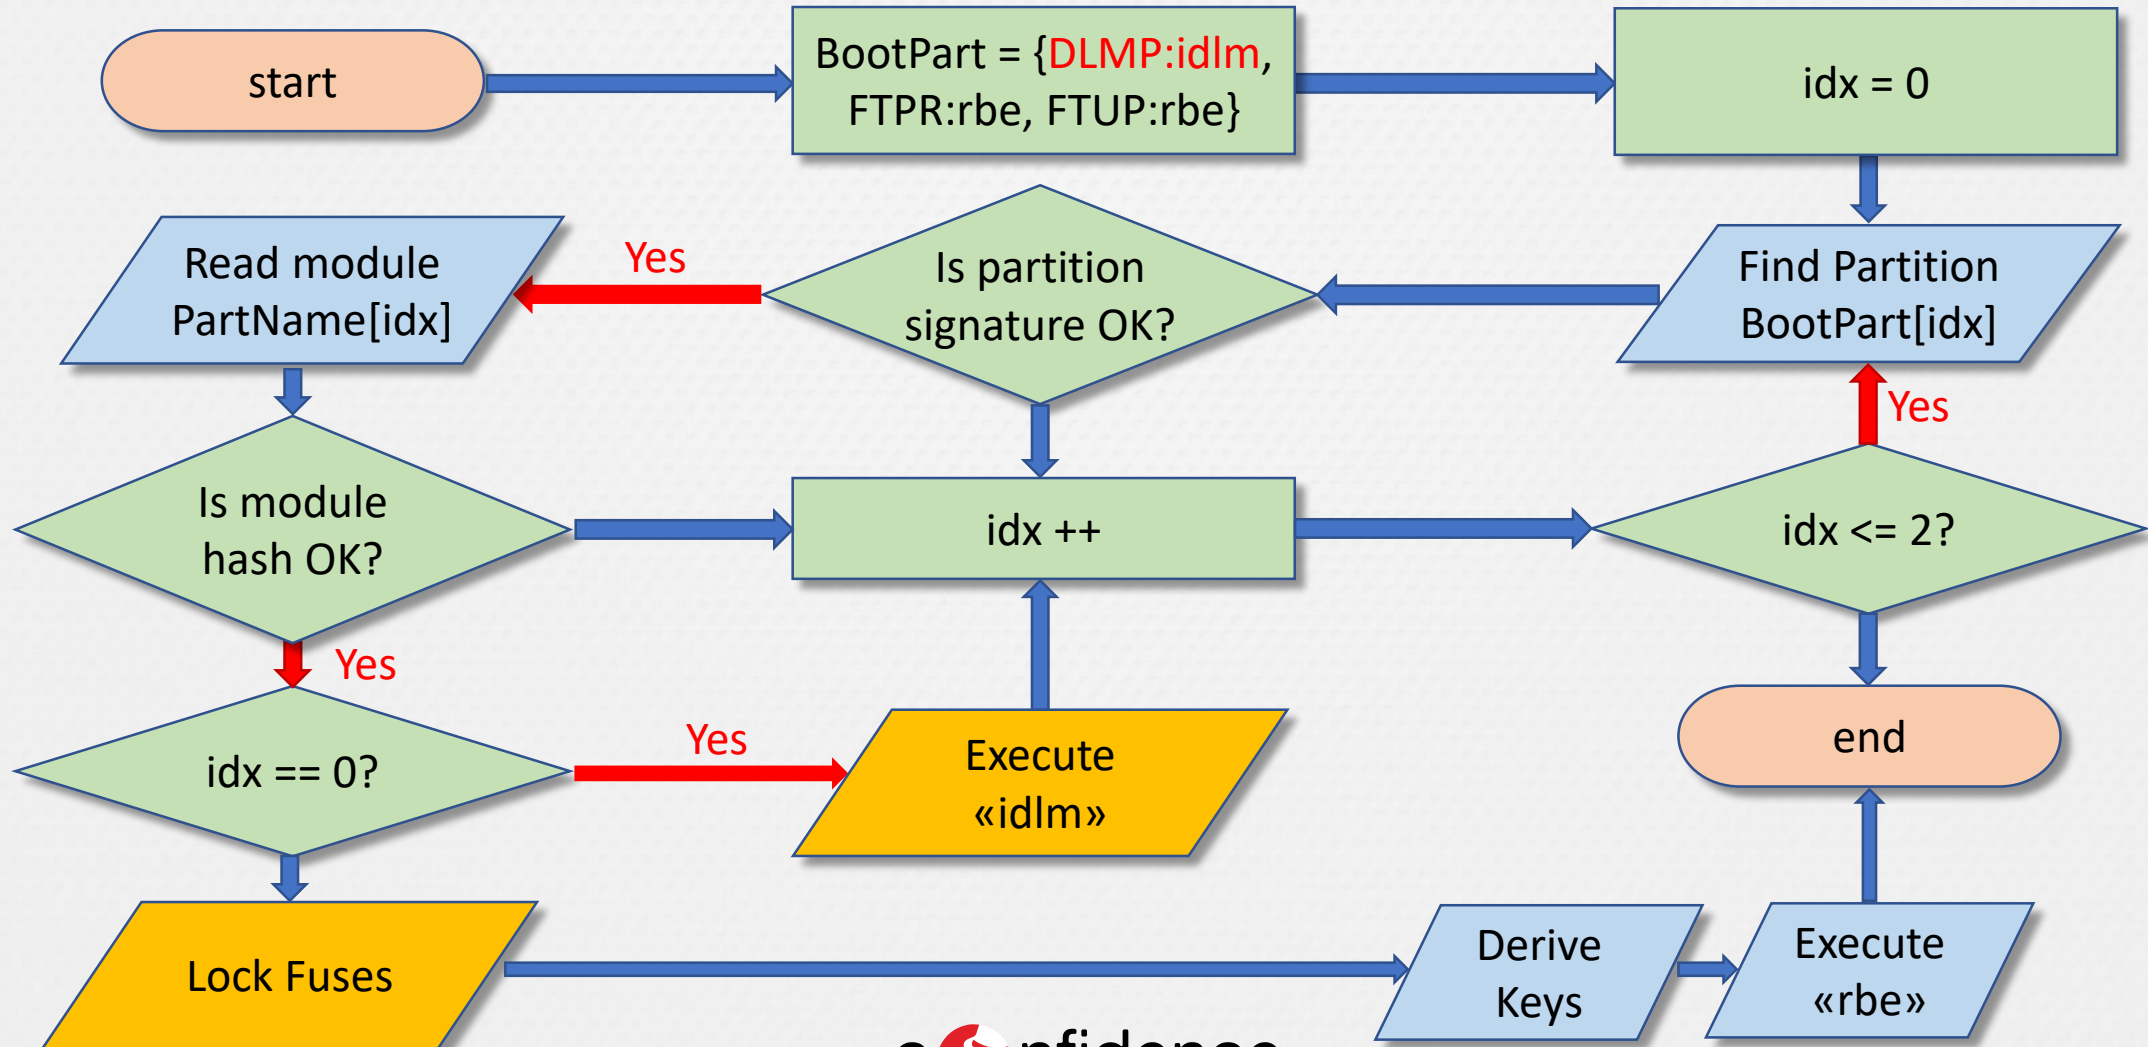 start
BootPart = {DLMP:idlm,
FTPR:rbe, FTUP:rbe}
idx = 0
Read module
PartName[idx]
Yes
Is partition
signature OK?
Find Partition
BootPart[idx]
Yes
Is module
hash OK?
idx ++
idx <= 2?
Yes
idx == 0?
Yes
Execute
«idlm»
end
Lock Fuses
Derive
Keys
Execute
«rbe»